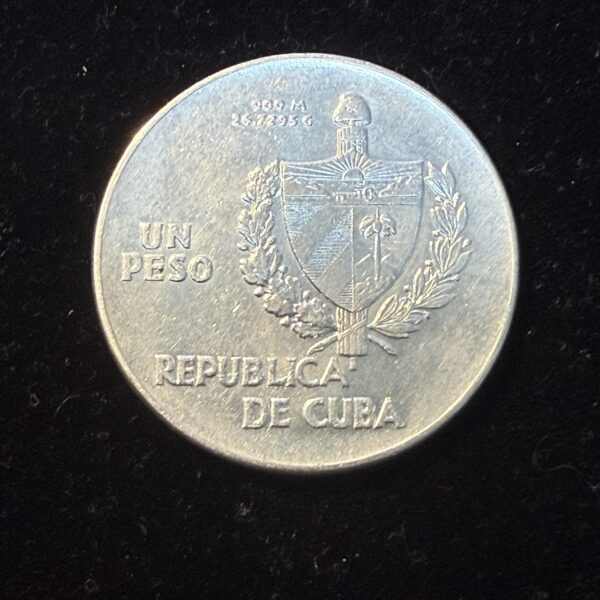 900 M
26.7295 G
UN
PESO
REPUBLICA
DE CUBA